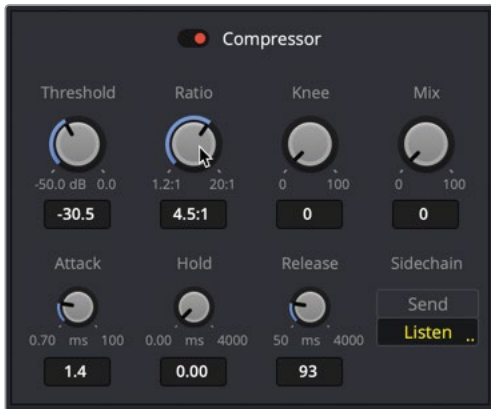 Compressor
Threshold Ratio Knee Mix
-50.0 dB 0.0 1.2:1 20:1 0 100 0 100
-30.5 4.5:1 0 0
Attack Hold Release Sidechain
Send
0.70 ms 100 0.00 ms 4000 50 ms 4000 Listen ..
1.4 0.00 93